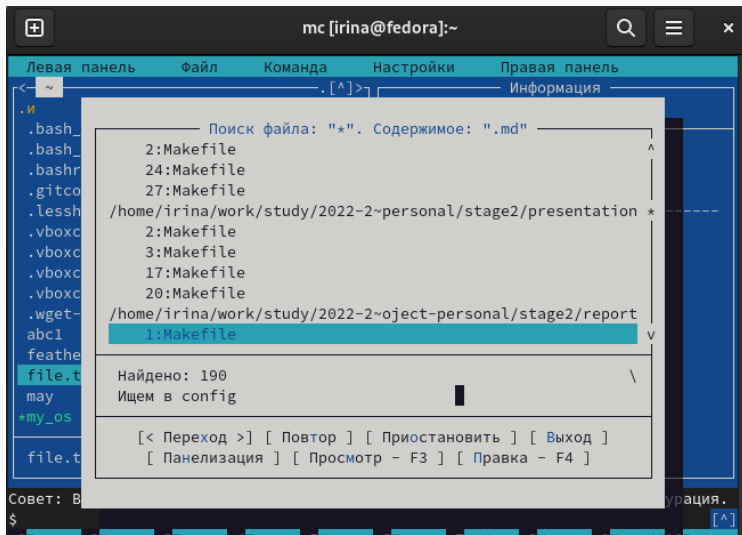 mc [irina@fedora]:~
Левая панель Файл Команда Настройки Правая панель
<— ~ .[^]> Информация
.и
.bash_ Поиск файла: "*". Содержимое: ".md"
.bash_ 2:Makefile ^
.bashr 24:Makefile
.gitco 27:Makefile
.lessh /home/irina/work/study/2022-2~personal/stage2/presentation *
.vboxc 2:Makefile
.vboxc 3:Makefile
.vboxc 17:Makefile
.vboxc 20:Makefile
.wget- /home/irina/work/study/2022-2~oject-personal/stage2/report
abc1 1:Makefile v
feathe
file.t Найдено: 190 \
may Ищем в config
*my_os
[< Переход >] [ Повтор ] [ Приостановить ] [ Выход ]
file.t [ Панелизация ] [ Просмотр - F3 ] [ Правка - F4 ]
Совет: В урация.
$ [^]